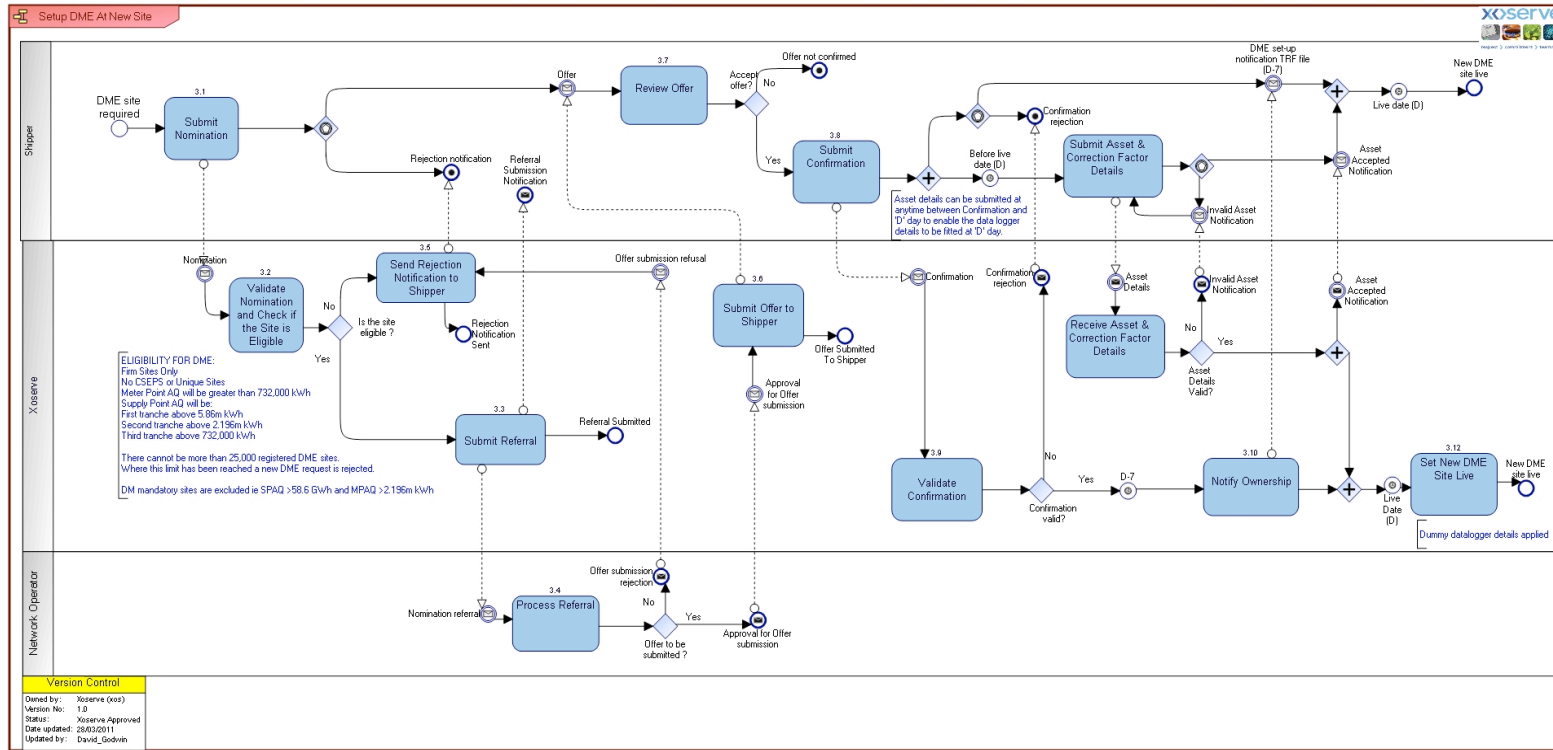 Setup DME At New Site
xoserve
Shipper
DME site
required
3.1
Submit
Nomination
Rejection notification
Referral
Submission
Notification
Offer
3.7
Review Offer
Accept
offer?
No
Offer not confirmed
Yes
3.8
Submit
Confirmation
Asset details can be submitted at
anytime between Confirmation and
'D' day to enable the data logger
details to be fitted at 'D' day.
Before live
date (D)
Confirmation
rejection
Submit Asset &
Correction Factor
Details
Invalid Asset
Notification
DME set-up
notification TRF file
(D-7)
Asset
Accepted
Notification
Live date (D)
New DME
site live
Xoserve
Nomination
3.2
Validate
Nomination
and Check if
the Site is
Eligible
No
Is the site
eligible ?
Yes
3.5
Send Rejection
Notification to
Shipper
Rejection
Notification
Sent
ELIGIBILITY FOR DME:
Firm Sites Only
No CSEPS or Unique Sites
Meter Point AQ will be greater than 732,000 kWh
Supply Point AQ will be:
First tranche above 5.86m kWh
Second tranche above 2.196m kWh
Third tranche above 732,000 kWh
There cannot be more than 25,000 registered DME sites.
Where this limit has been reached a new DME request is rejected.
DM mandatory sites are excluded ie SPAQ >58.6 GWh and MPAQ >2.196m kWh
3.3
Submit Referral
Referral Submitted
Offer submission refusal
3.6
Submit Offer to
Shipper
Offer Submitted
To Shipper
Approval
for Offer
submission
Confirmation
3.9
Validate
Confirmation
Confirmation
rejection
No
Confirmation
valid?
Yes
D-7
Asset
Details
Receive Asset &
Correction Factor
Details
Invalid Asset
Notification
No
Yes
Asset
Details
Valid?
Asset
Accepted
Notification
3.10
Notify Ownership
Live
Date
(D)
3.12
Set New DME
Site Live
New DME
site live
Dummy datalogger details applied
Network Operator
Nomination referral
3.4
Process Referral
Offer submission
rejection
No
Yes
Offer to be
submitted ?
Approval for Offer
submission
Version Control
Owned by: Xoserve (xos)
Version No: 1.0
Status: Xoserve Approved
Date updated: 28/03/2011
Updated by: David_Godwin